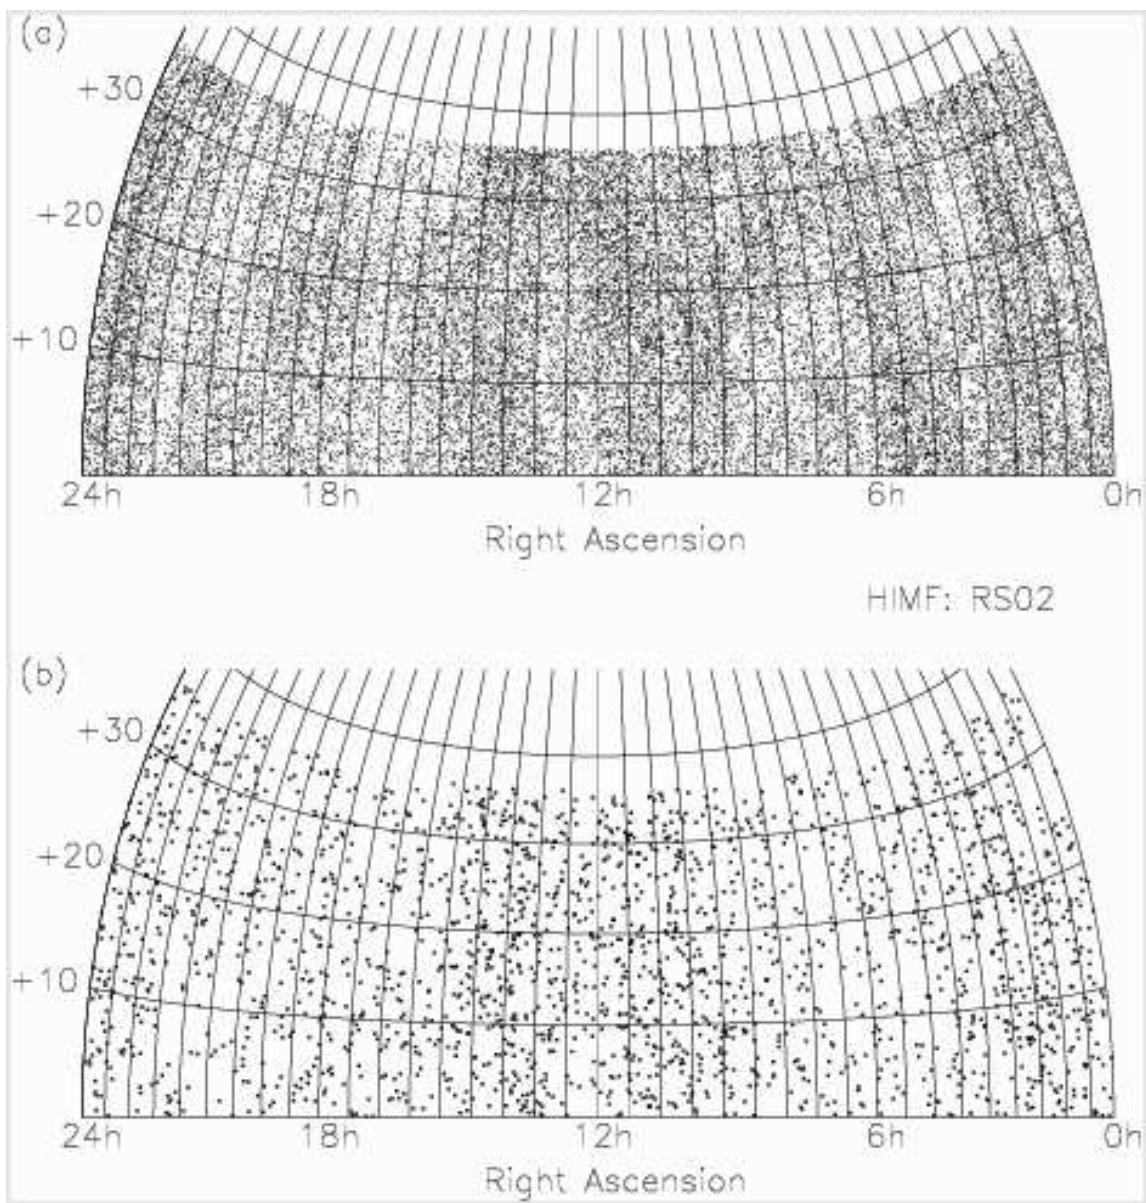 (a)
+30
+20
+10
24h 18h 12h 6h 0h
Right Ascension
HIMF: RS02
(b)
+30
+20
+10
24h 18h 12h 6h 0h
Right Ascension